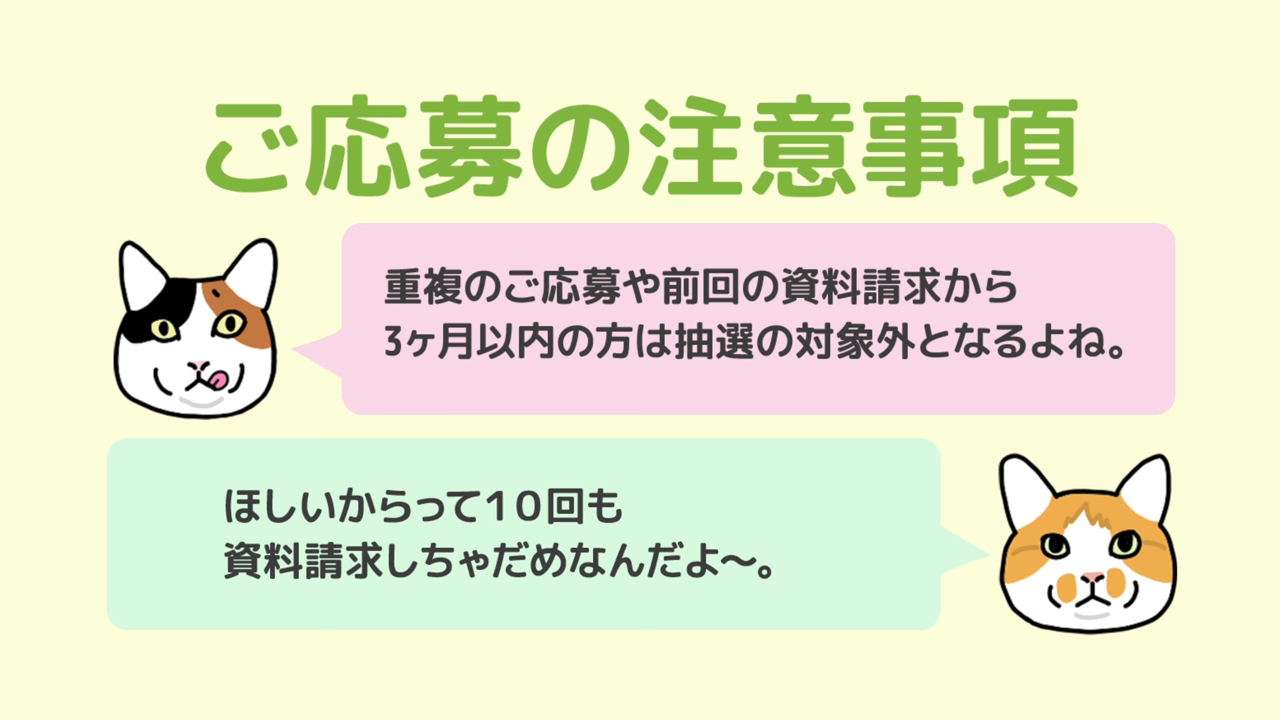 ご応募の注意事項
重複のご応募や前回の資料請求から
3ヶ月以内の方は抽選の対象外となるよね。
ほしいからって１０回も
資料請求しちゃだめなんだよ〜。